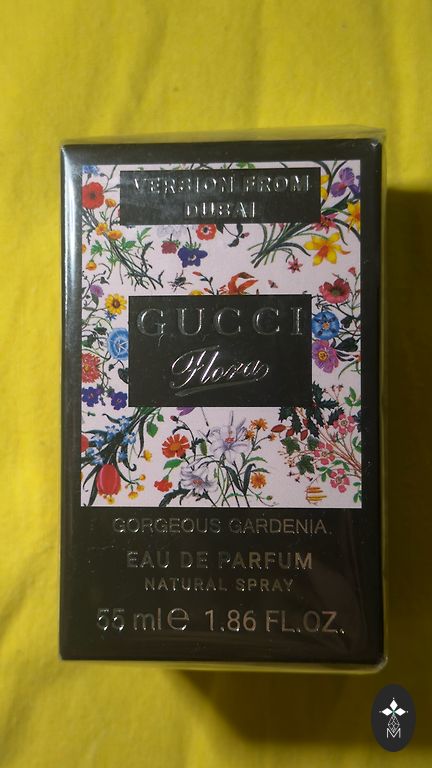 VERSION FROM
DUBAI
GUCCI
Flora
GORGEOUS GARDENIA
EAU DE PARFUM
NATURAL SPRAY
55 ml e 1.86 FL.OZ.
M